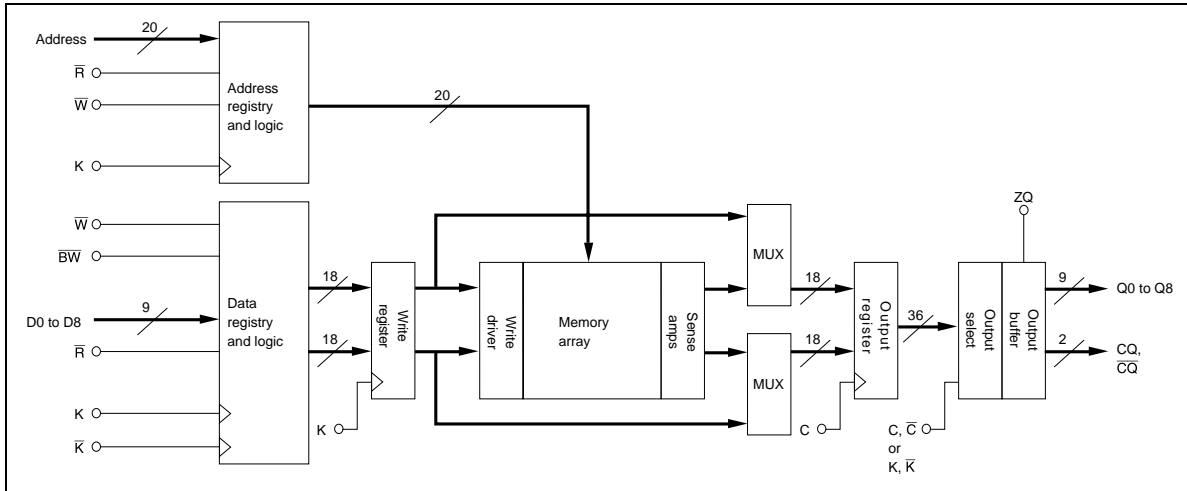 Address
20
R̅
W̅
K
Address
registry
and logic
20
W̅
B̅W̅
D0 to D8
9
R̅
K
K̅
Data
registry
and logic
18
18
Write
register
K
Write
driver
Memory
array
Sense
amps
MUX
MUX
18
18
Output
register
C
36
C, C̅
or
K, K̅
Output
select
Output
buffer
ZQ
9
Q0 to Q8
2
CQ,
C̅Q̅